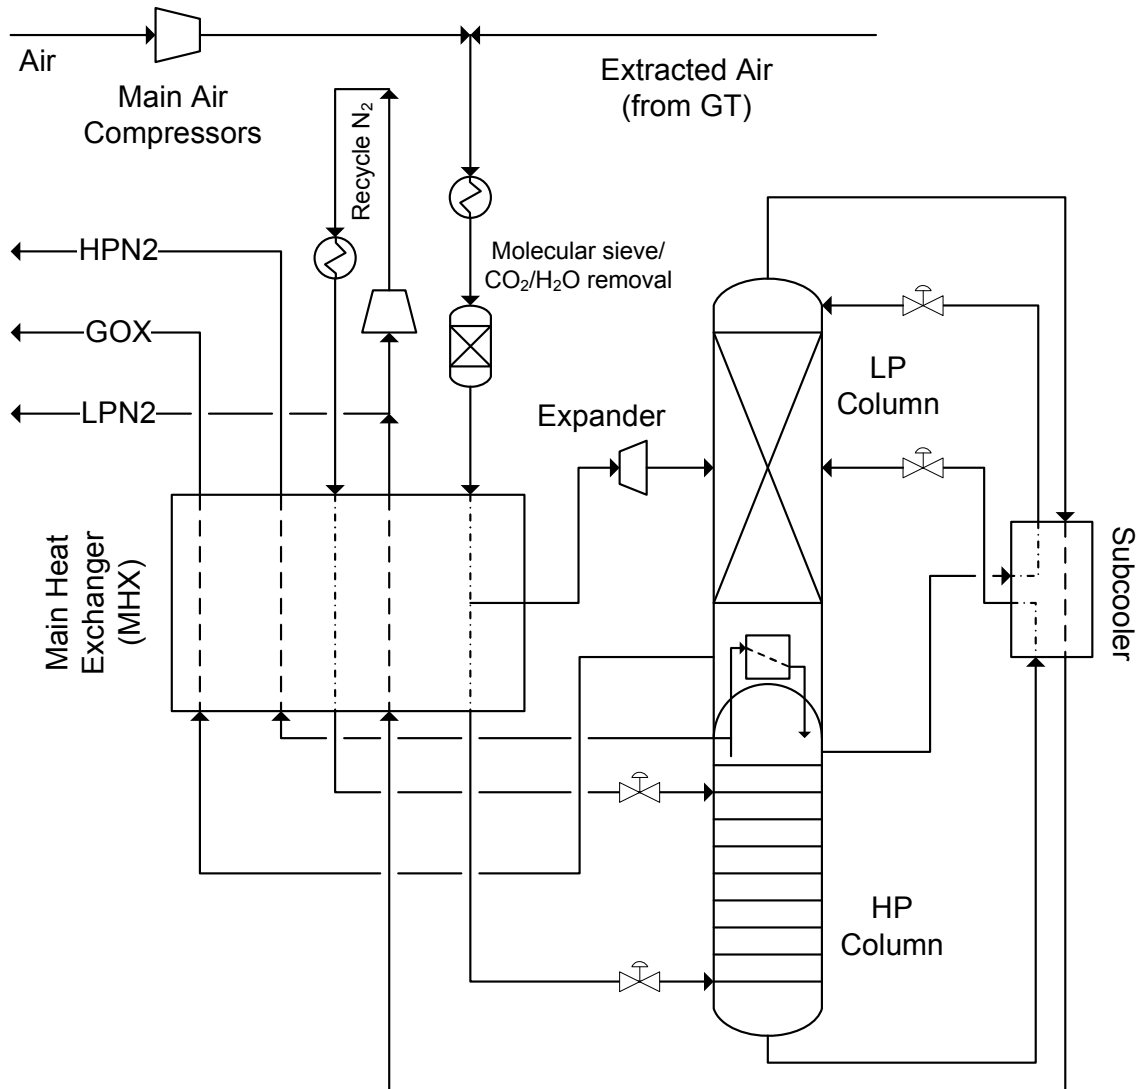 Air
Main Air
Compressors
Extracted Air
(from GT)
Recycle N₂
HPN2
Molecular sieve/
CO₂/H₂O removal
GOX
LPN2
LP
Column
Expander
Main Heat
Exchanger
(MHX)
Subcooler
HP
Column